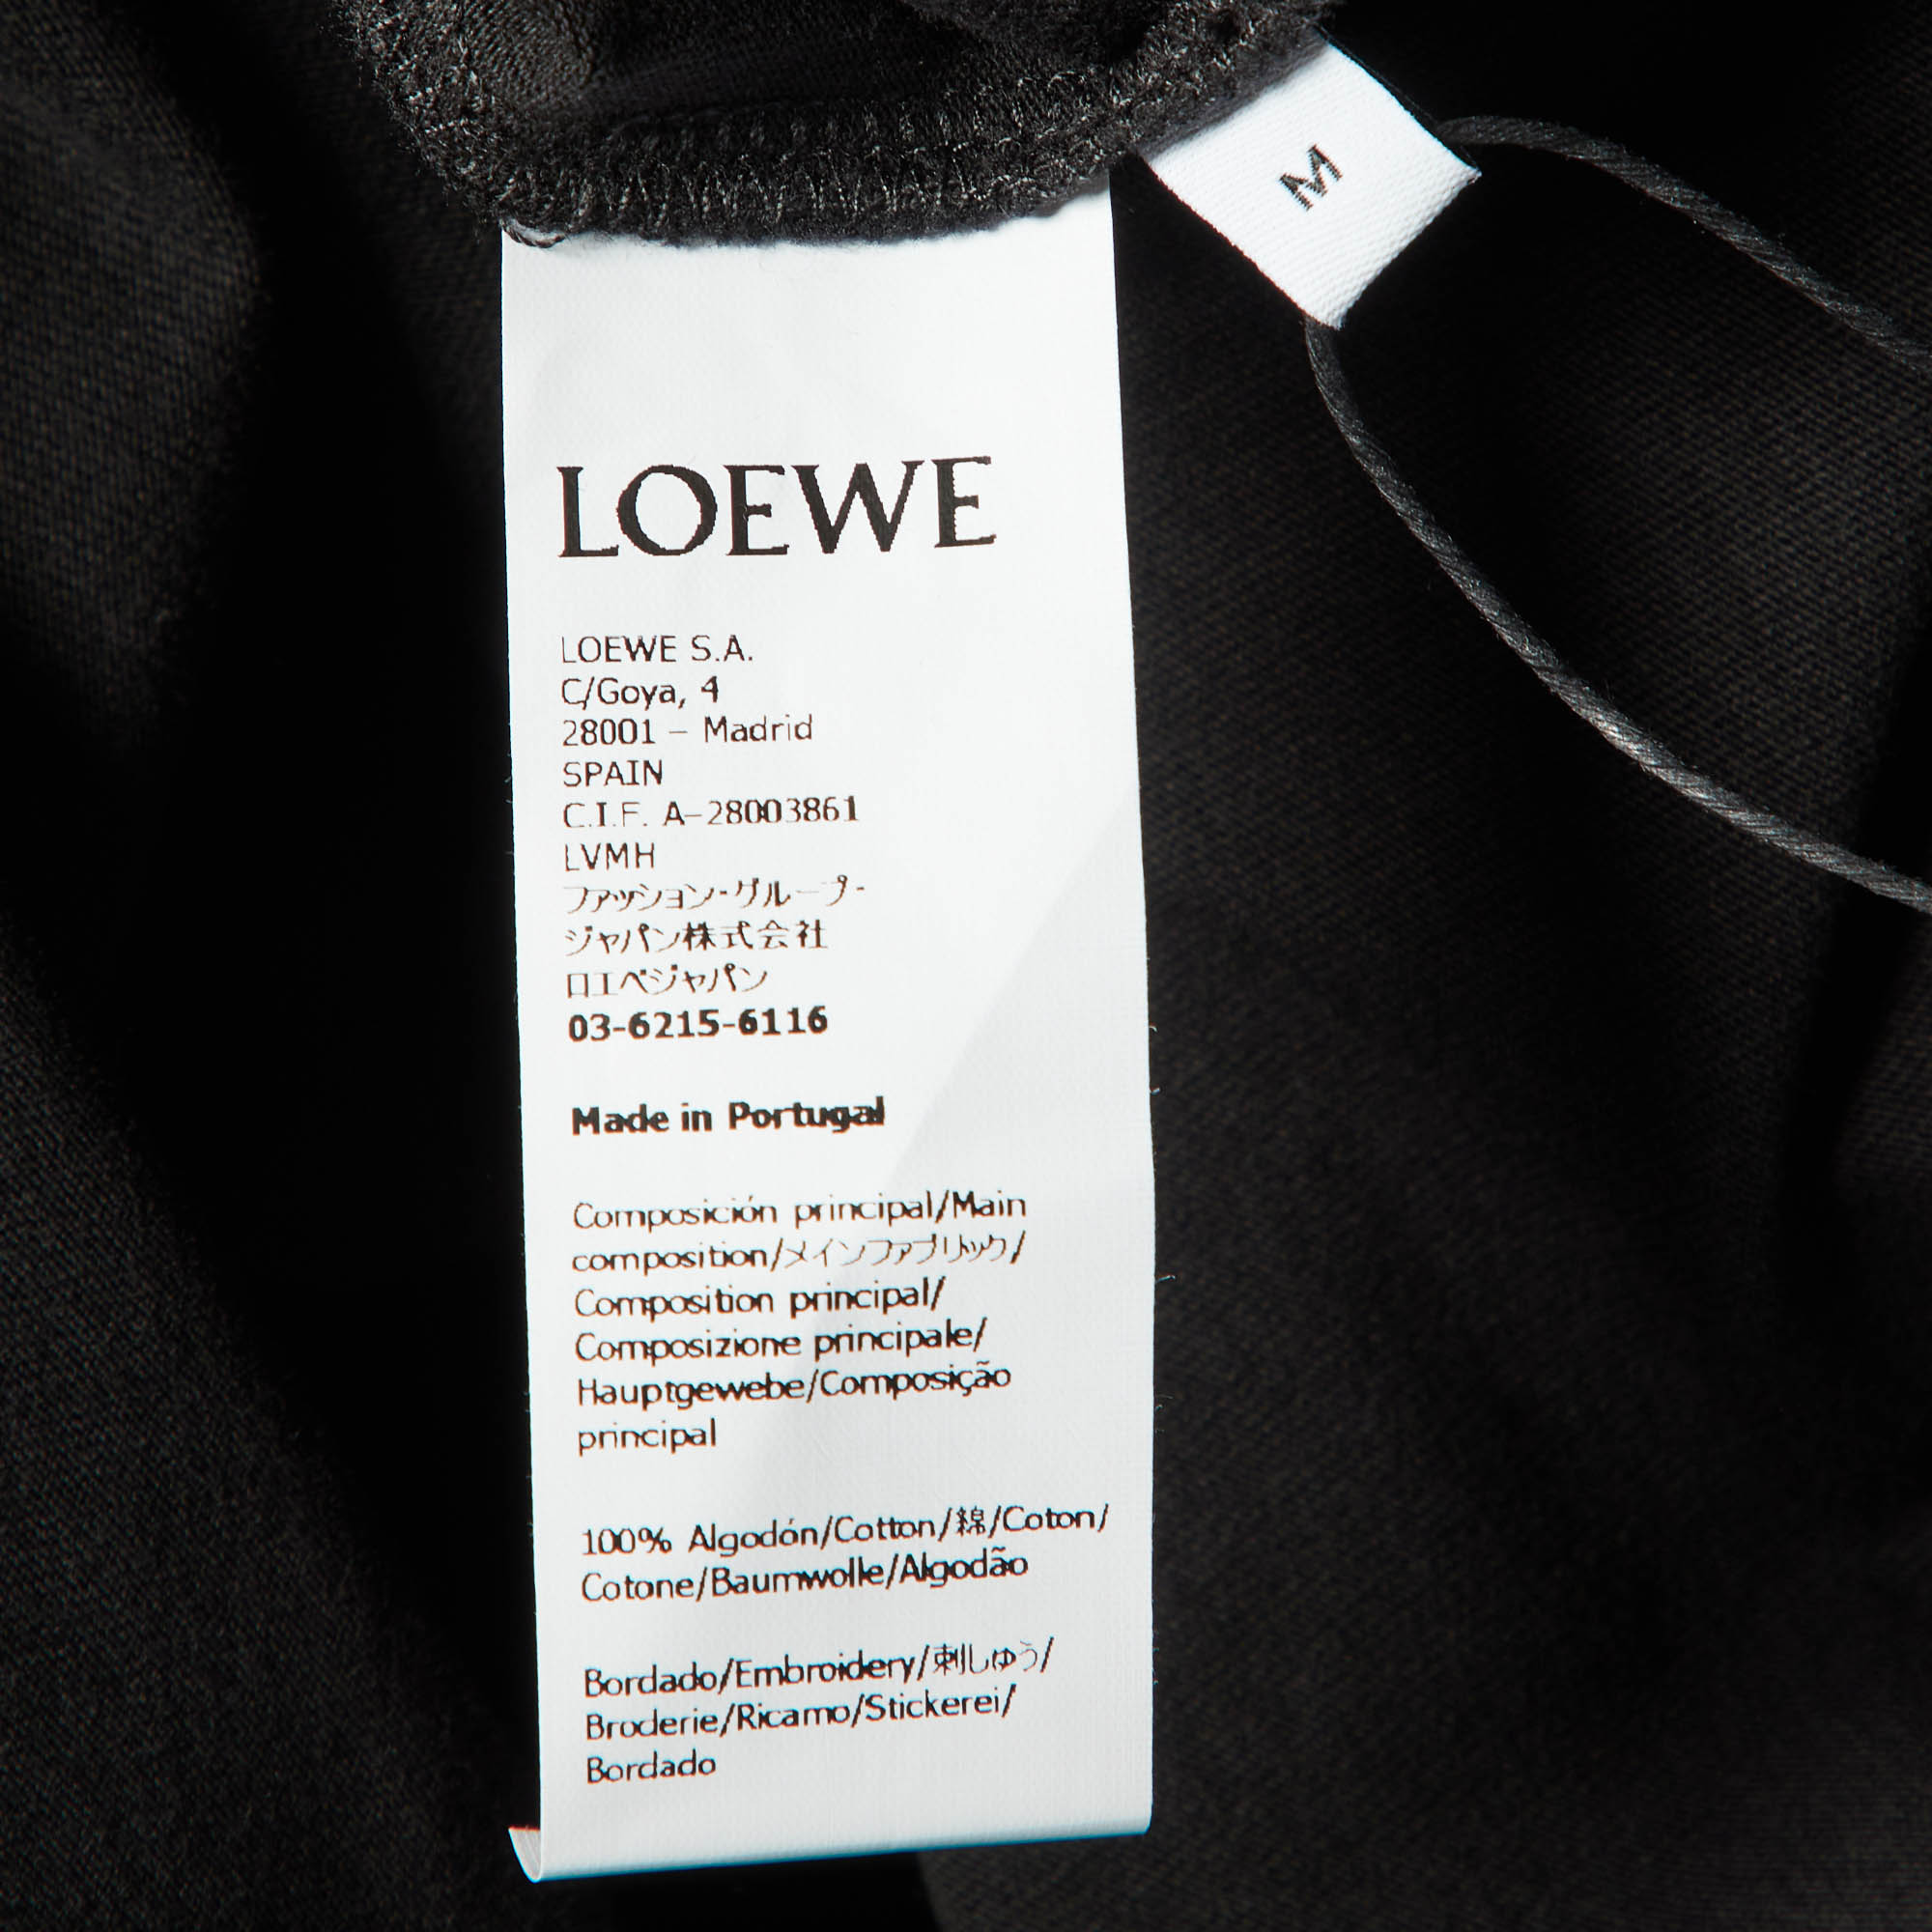 M
LOEWE
LOEWE S.A.
C/Goya, 4
28001 – Madrid
SPAIN
C.I.F. A-28003861
LVMH
ファッション・グループ・
ジャパン株式会社
ロエベジャパン
03-6215-6116
Made in Portugal
Composición principal/Main
composition/メインファブリック/
Composition principal/
Composizione principale/
Hauptgewebe/Composição
principal
100% Algodón/Cotton/綿/Coton/
Cotone/Baumwolle/Algodão
Bordado/Embroidery/刺しゅう/
Broderie/Ricamo/Stickerei/
Bordado